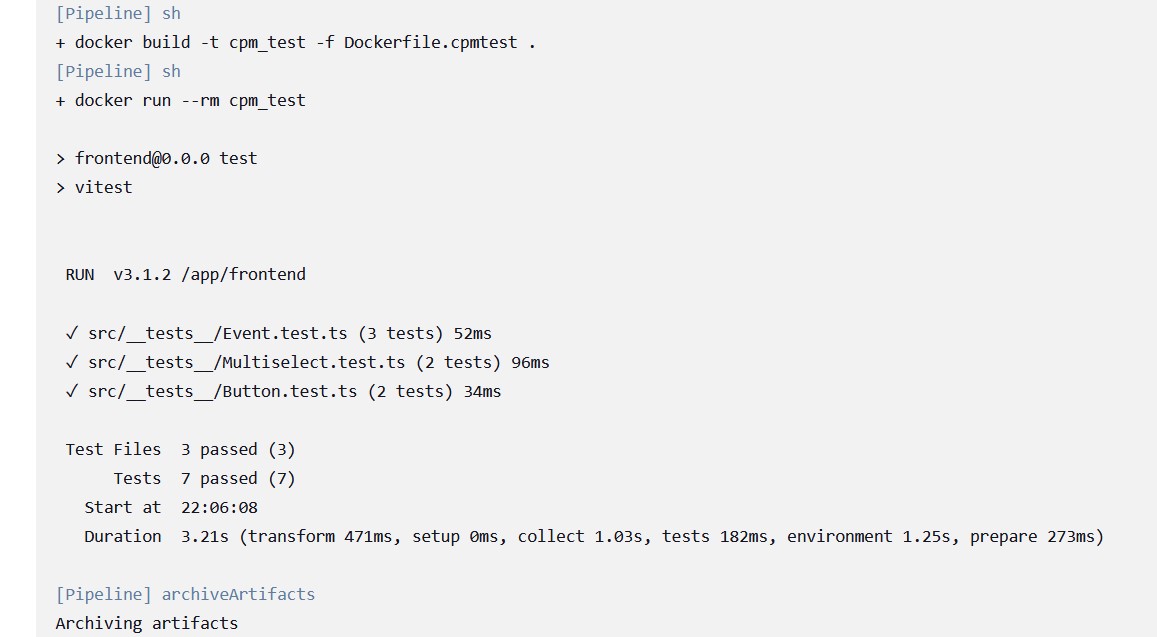 [Pipeline] sh
+ docker build -t cpm_test -f Dockerfile.cpmtest .
[Pipeline] sh
+ docker run --rm cpm_test
> frontend@0.0.0 test
> vitest
RUN  v3.1.2 /app/frontend
✓ src/__tests__/Event.test.ts (3 tests) 52ms
✓ src/__tests__/Multiselect.test.ts (2 tests) 96ms
✓ src/__tests__/Button.test.ts (2 tests) 34ms
Test Files  3 passed (3)
Tests  7 passed (7)
Start at  22:06:08
Duration  3.21s (transform 471ms, setup 0ms, collect 1.03s, tests 182ms, environment 1.25s, prepare 273ms)
[Pipeline] archiveArtifacts
Archiving artifacts